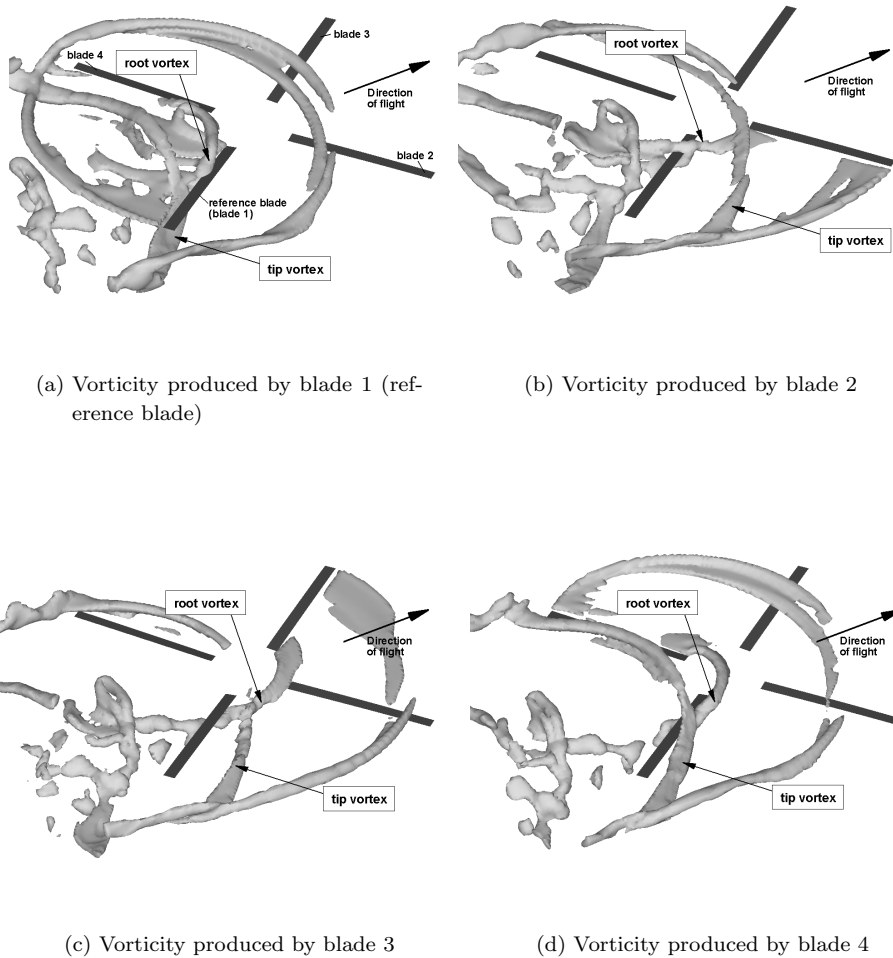 blade 3
blade 4
root vortex
Direction
of flight
blade 2
reference blade
(blade 1)
tip vortex
root vortex
Direction
of flight
tip vortex
(a) Vorticity produced by blade 1 (ref-
erence blade)
(b) Vorticity produced by blade 2
root vortex
Direction
of flight
tip vortex
root vortex
Direction
of flight
tip vortex
(c) Vorticity produced by blade 3
(d) Vorticity produced by blade 4